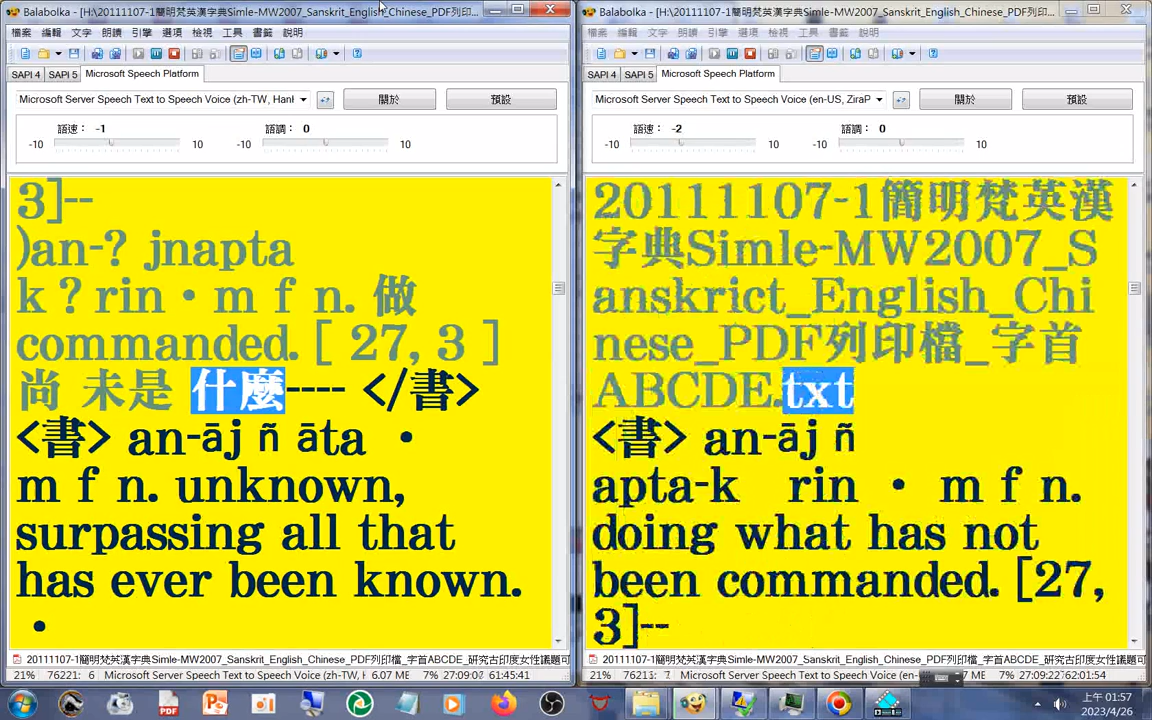 Balabolka - [H:\20111107-1簡明梵英漢字典Simle-MW2007_Sanskrit_English_Chinese_PDF列印...
檔案 編輯 文字 朗讀 引擎 選項 檢視 工具 書籤 說明
SAPI 4 SAPI 5 Microsoft Speech Platform
Microsoft Server Speech Text to Speech Voice (zh-TW, HanH
關於 預設
語速： -1 語調： 0
-10 10 -10 10
3]--
)an-? jnapta
k ? rin • m f n. 做
commanded. [ 27, 3 ]
尚 未是 什麼---- </書>
<書> an-āj ñ āta •
m f n. unknown,
surpassing all that
has ever been known.
•
20111107-1簡明梵英漢字典Simle-MW2007_Sanskrit_English_Chinese_PDF列印檔_字首ABCDE_研究古印度女性議題可
21% 76221: 6 Microsoft Server Speech Text to Speech Voice (zh-TW, H 6.07 MB 7% 27:09:07 61:45:41
Balabolka - [H:\20111107-1簡明梵英漢字典Simle-MW2007_Sanskrit_English_Chinese_PDF列印...
檔案 編輯 文字 朗讀 引擎 選項 檢視 工具 書籤 說明
SAPI 4 SAPI 5 Microsoft Speech Platform
Microsoft Server Speech Text to Speech Voice (en-US, ZiraP
關於 預設
語速： -2 語調： 0
-10 10 -10 10
20111107-1簡明梵英漢
字典Simle-MW2007_S
anskrict_English_Chi
nese_PDF列印檔_字首
ABCDE.txt
<書> an-āj ñ
apta-k rin • m f n.
doing what has not
been commanded. [27,
3]--
20111107-1簡明梵英漢字典Simle-MW2007_Sanskrit_English_Chinese_PDF列印檔_字首ABCDE_研究古印度女性議題可
21% Microsoft Server Speech Text to Speech Voice (en-US, 7% 27:09:22 62:01:54
上午 01:57
2023/4/26